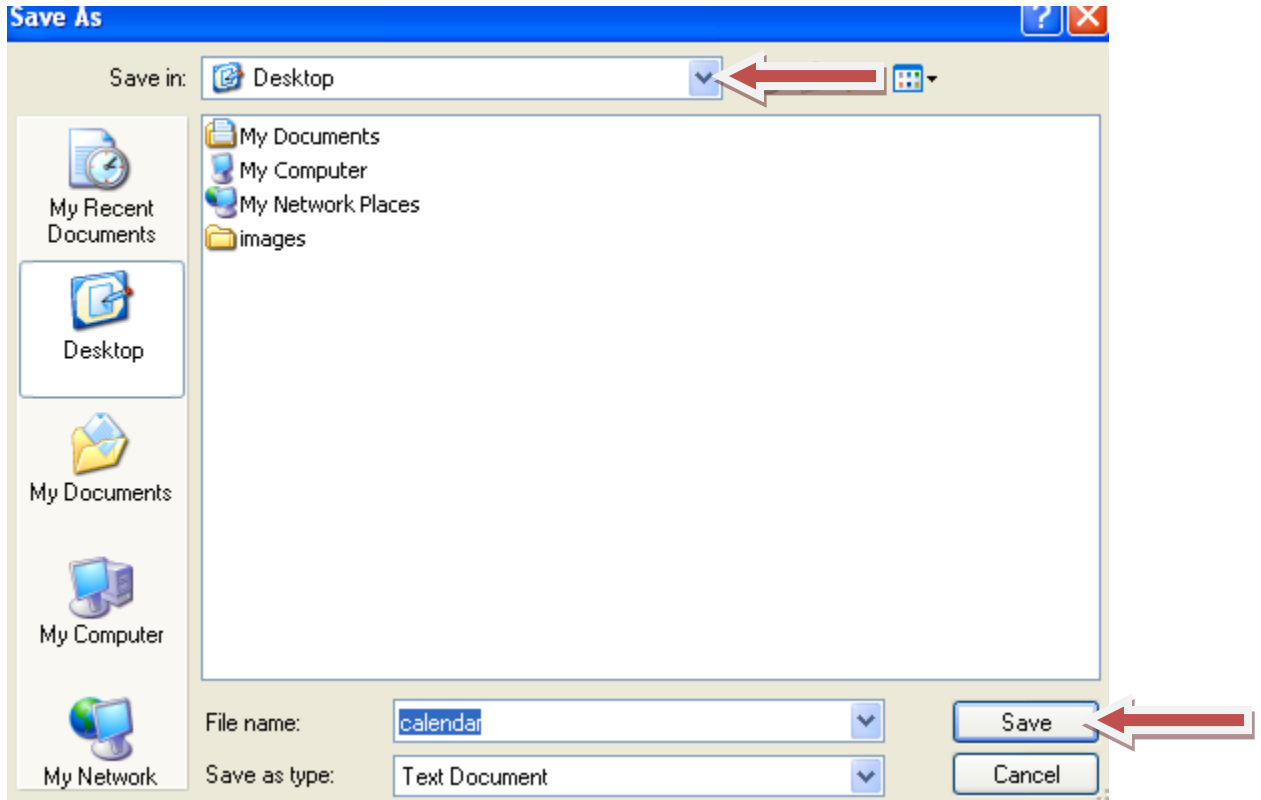 Save As
Save in: Desktop
My Documents
My Computer
My Network Places
images
My Recent
Documents
Desktop
My Documents
My Computer
My Network
File name: calendar Save
Save as type: Text Document Cancel